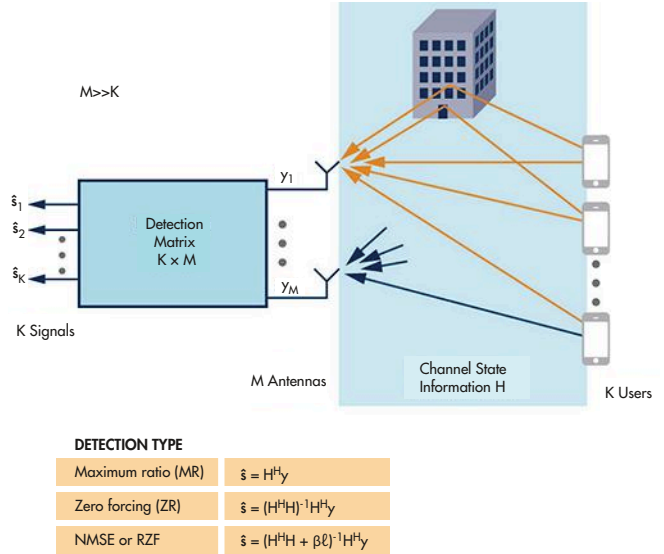 M>>K
y₁
ŝ₁
ŝ₂
ŝK
Detection
Matrix
K × M
yM
K Signals
M Antennas
Channel State
Information H
K Users
DETECTION TYPE
Maximum ratio (MR) ŝ = Hᴴy
Zero forcing (ZR) ŝ = (HᴴH)⁻¹Hᴴy
NMSE or RZF ŝ = (HᴴH + βℓ)⁻¹Hᴴy